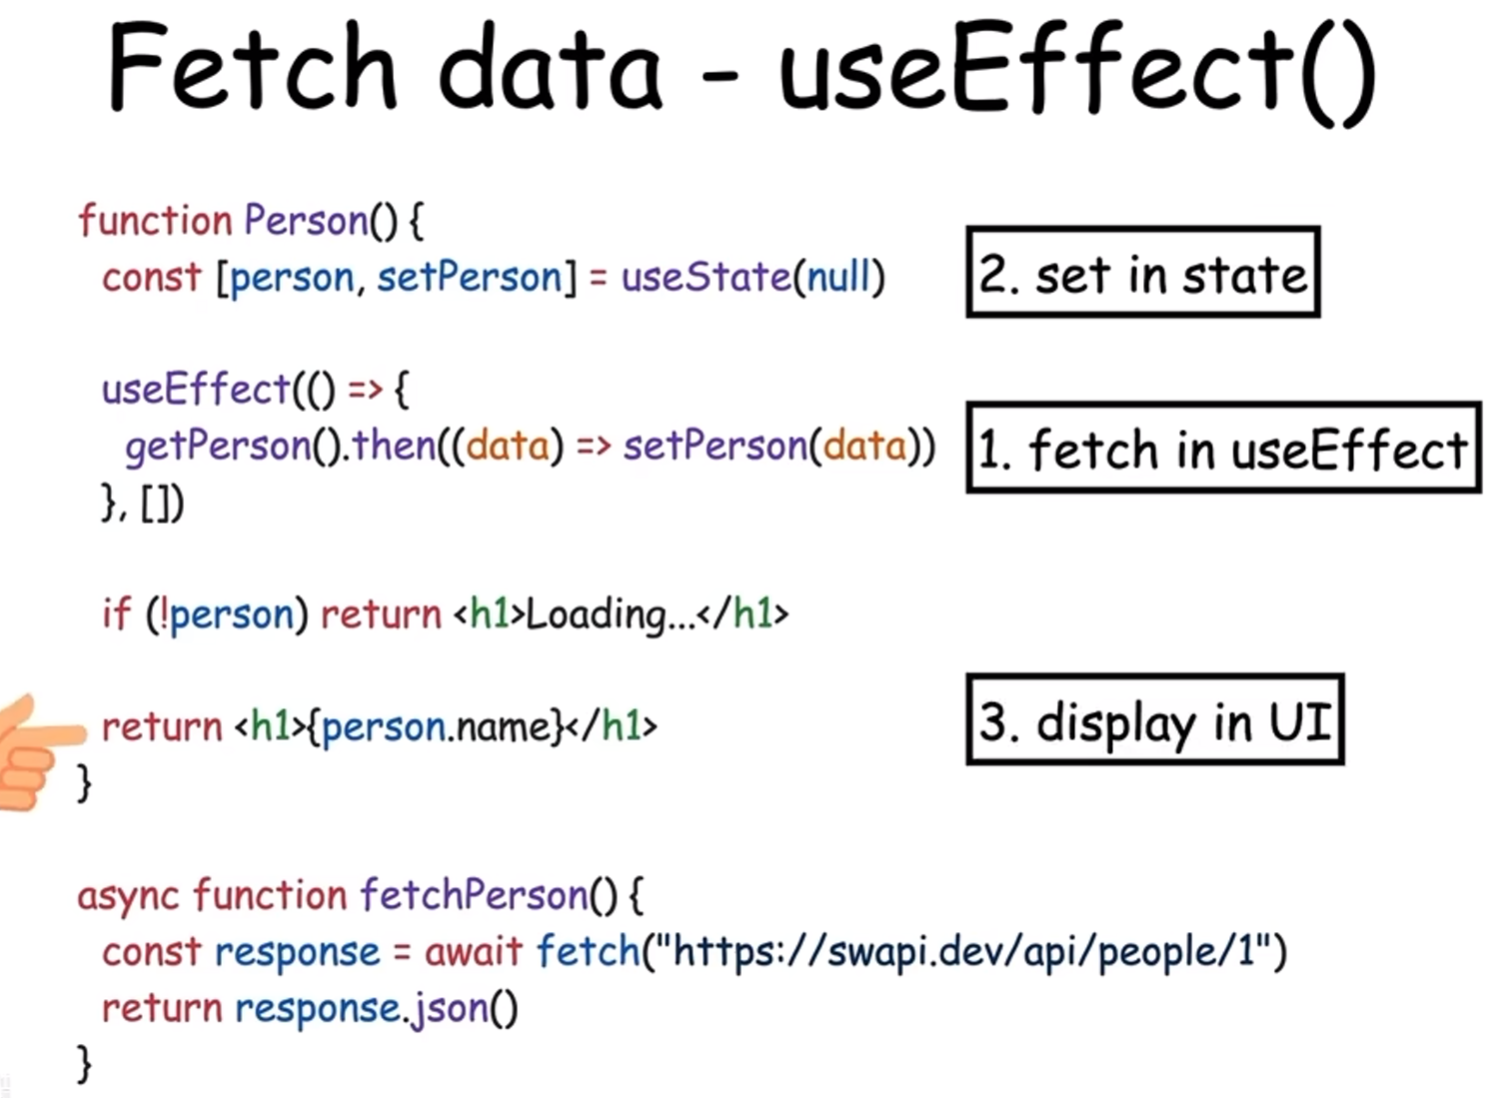 Fetch data - useEffect()
function Person() {
const [person, setPerson] = useState(null)
2. set in state
useEffect(() => {
getPerson().then((data) => setPerson(data))
1. fetch in useEffect
}, [])
if (!person) return <h1>Loading...</h1>
return <h1>{person.name}</h1>
3. display in UI
}
async function fetchPerson() {
const response = await fetch("https://swapi.dev/api/people/1")
return response.json()
}